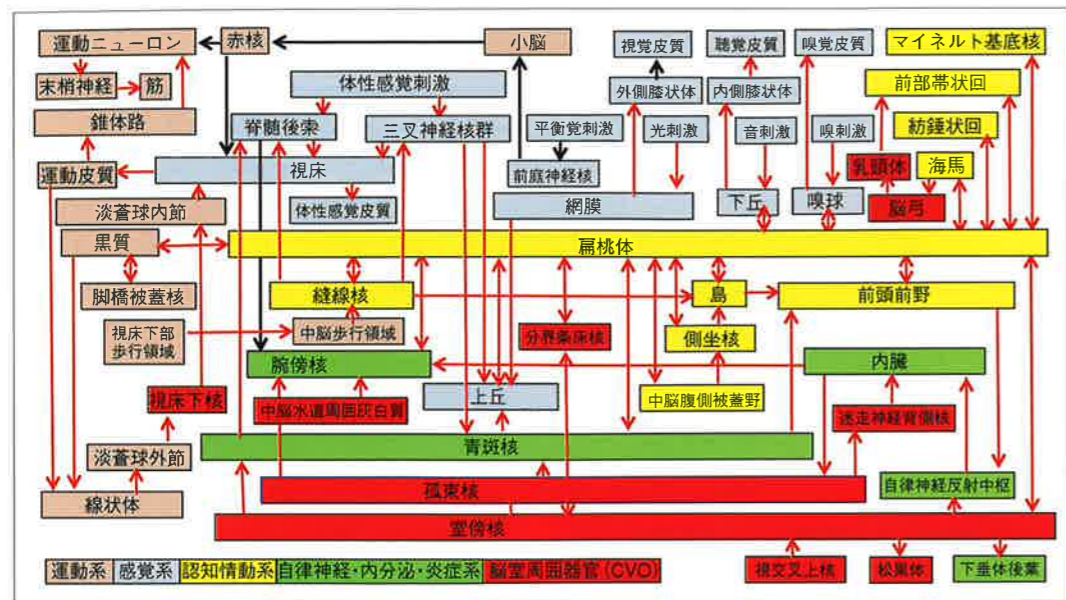 運動ニューロン
赤核
小脳
視覚皮質
聴覚皮質
嗅覚皮質
マイネルト基底核
末梢神経
筋
体性感覚刺激
外側膝状体
内側膝状体
前部帯状回
錐体路
脊髄後索
三叉神経核群
平衡覚刺激
光刺激
音刺激
嗅刺激
紡錘状回
運動皮質
視床
前庭神経核
乳頭体
海馬
淡蒼球内節
体性感覚皮質
網膜
下丘
嗅球
脳弓
黒質
扁桃体
脚橋被蓋核
縫線核
島
前頭前野
視床下部
歩行領域
中脳歩行領域
分界条床核
側坐核
腕傍核
内臓
視床下核
中脳水道周囲灰白質
上丘
中脳腹側被蓋野
迷走神経背側核
青斑核
淡蒼球外節
孤束核
自律神経反射中枢
線状体
室傍核
運動系
感覚系
認知情動系
自律神経・内分泌・炎症系
脳室周囲器官(CVO)
視交叉上核
松果体
下垂体後葉